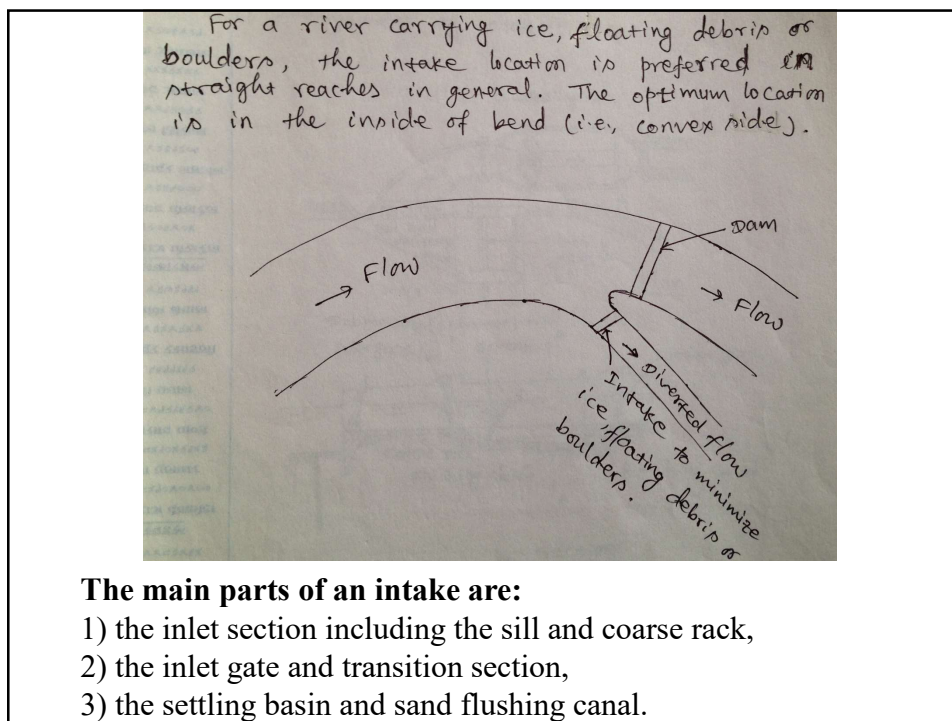 For a river carrying ice, floating debris or
boulders, the intake location is preferred in
straight reaches in general. The optimum location
is in the inside of bend (i.e., convex side).
Dam
Flow
Flow
Diverted flow
Intake to minimize
ice, floating debris or
boulders.
The main parts of an intake are:
1) the inlet section including the sill and coarse rack,
2) the inlet gate and transition section,
3) the settling basin and sand flushing canal.